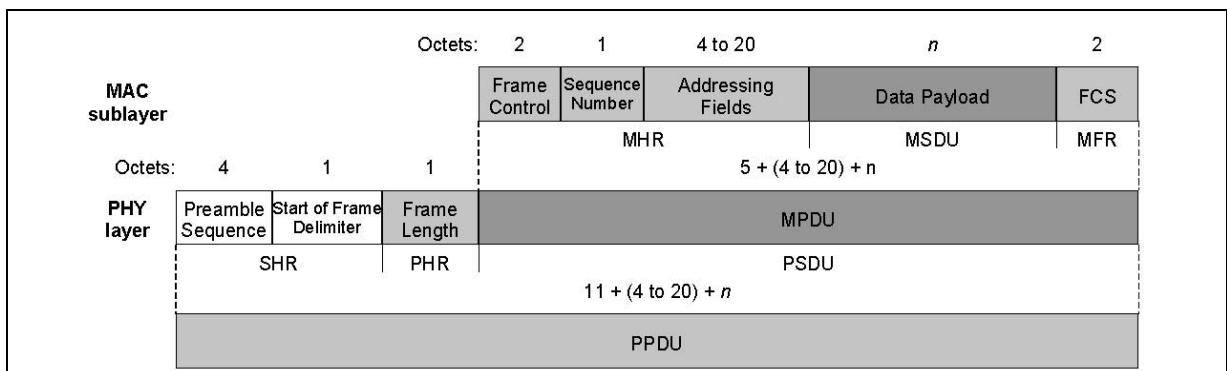 Octets: 2 1 4 to 20 n 2
MAC sublayer
Frame Control Sequence Number Addressing Fields Data Payload FCS
MHR MSDU MFR
Octets: 4 1 1 5 + (4 to 20) + n
PHY layer
Preamble Sequence Start of Frame Delimiter Frame Length MPDU
SHR PHR PSDU
11 + (4 to 20) + n
PPDU